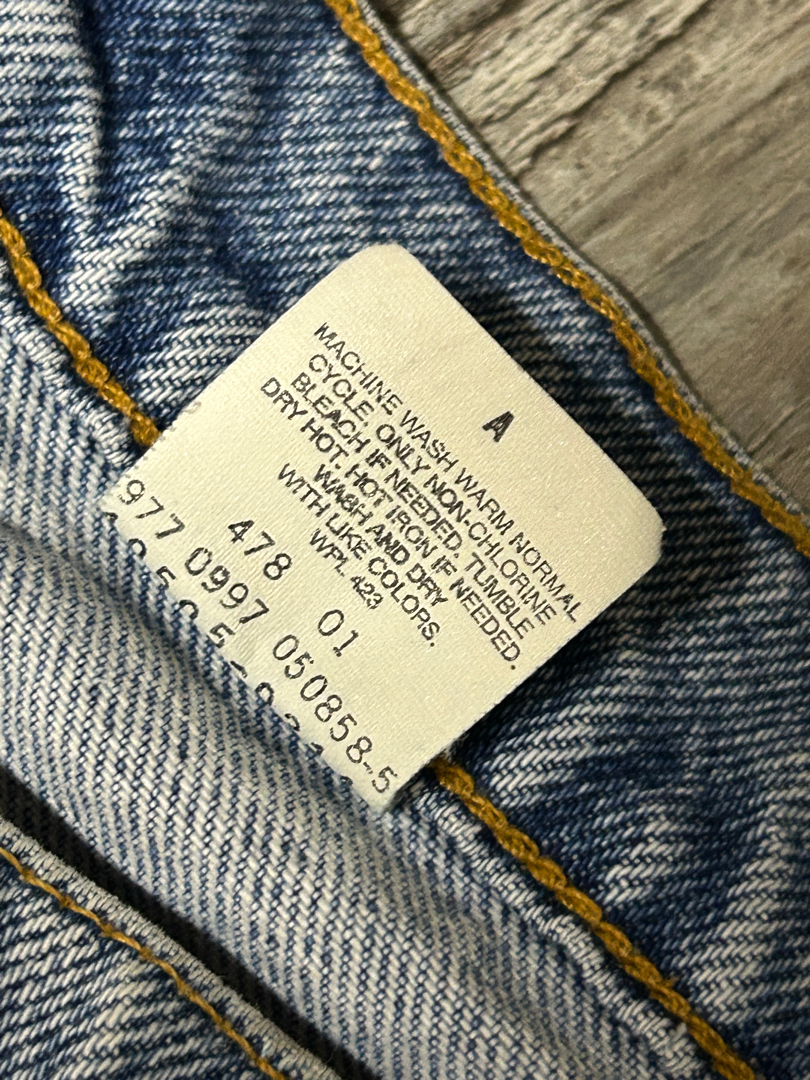 A
MACHINE WASH WARM NORMAL
CYCLE. ONLY NON-CHLORINE
BLEACH IF NEEDED. TUMBLE
DRY HOT. HOT IRON IF NEEDED.
WASH AND DRY
WITH LIKE COLORS.
WPL 423
478 01
977 0997 050858-5